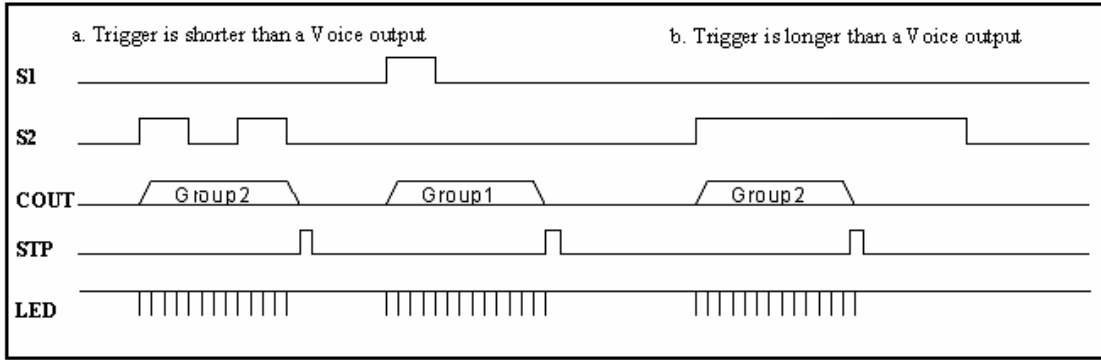 a. Trigger is shorter than a Voice output
b. Trigger is longer than a Voice output
S1
S2
COUT
Group2
Group1
Group2
STP
LED